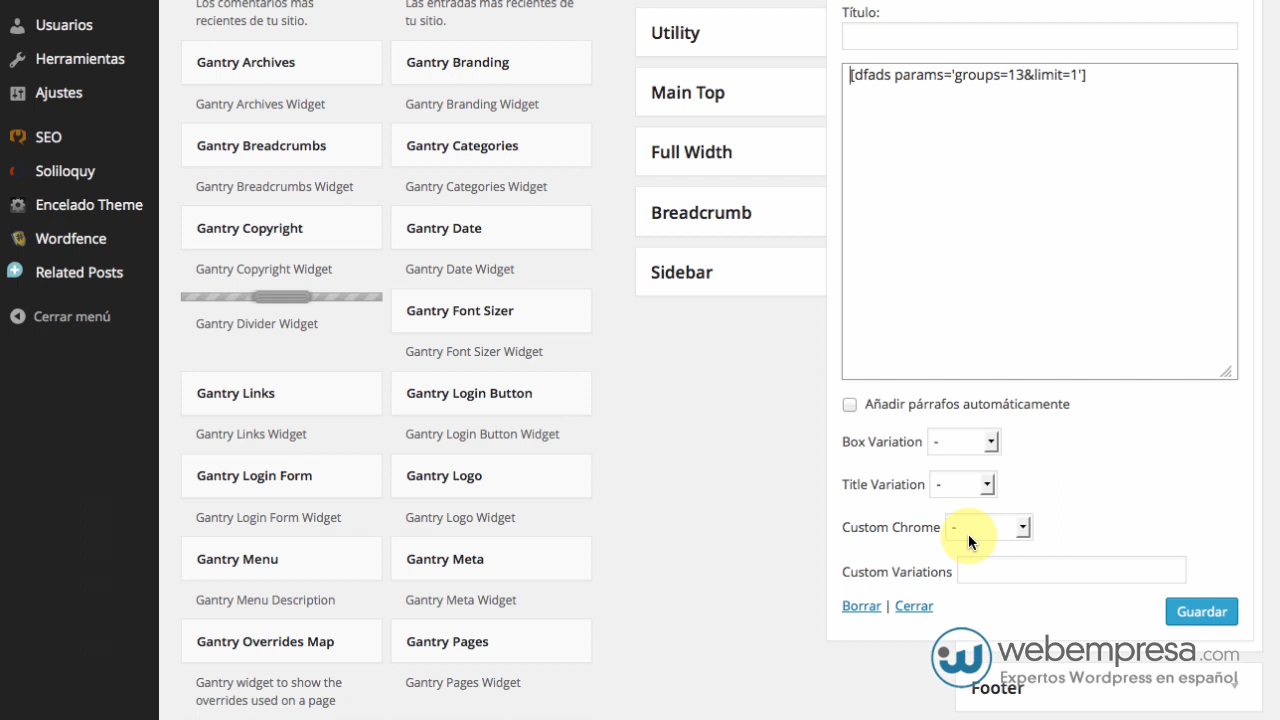 Usuarios
Herramientas
Ajustes
SEO
Soliloquy
Encelado Theme
Wordfence
Related Posts
Cerrar menú
Los comentarios más
recientes de tu sitio.
Las entradas más recientes de
tu sitio.
Gantry Archives
Gantry Branding
Gantry Archives Widget
Gantry Branding Widget
Gantry Breadcrumbs
Gantry Categories
Gantry Breadcrumbs Widget
Gantry Categories Widget
Gantry Copyright
Gantry Date
Gantry Copyright Widget
Gantry Date Widget
Gantry Font Sizer
Gantry Divider Widget
Gantry Font Sizer Widget
Gantry Links
Gantry Login Button
Gantry Links Widget
Gantry Login Button Widget
Gantry Login Form
Gantry Logo
Gantry Login Form Widget
Gantry Logo Widget
Gantry Menu
Gantry Meta
Gantry Menu Description
Gantry Meta Widget
Gantry Overrides Map
Gantry Pages
Gantry widget to show the
overrides used on a page
Gantry Pages Widget
Utility
Main Top
Full Width
Breadcrumb
Sidebar
Título:
[dfads params='groups=13&limit=1']
Añadir párrafos automáticamente
Box Variation -
Title Variation -
Custom Chrome -
Custom Variations
Borrar | Cerrar
Guardar
webempresa.com
Expertos Wordpress en español
Footer